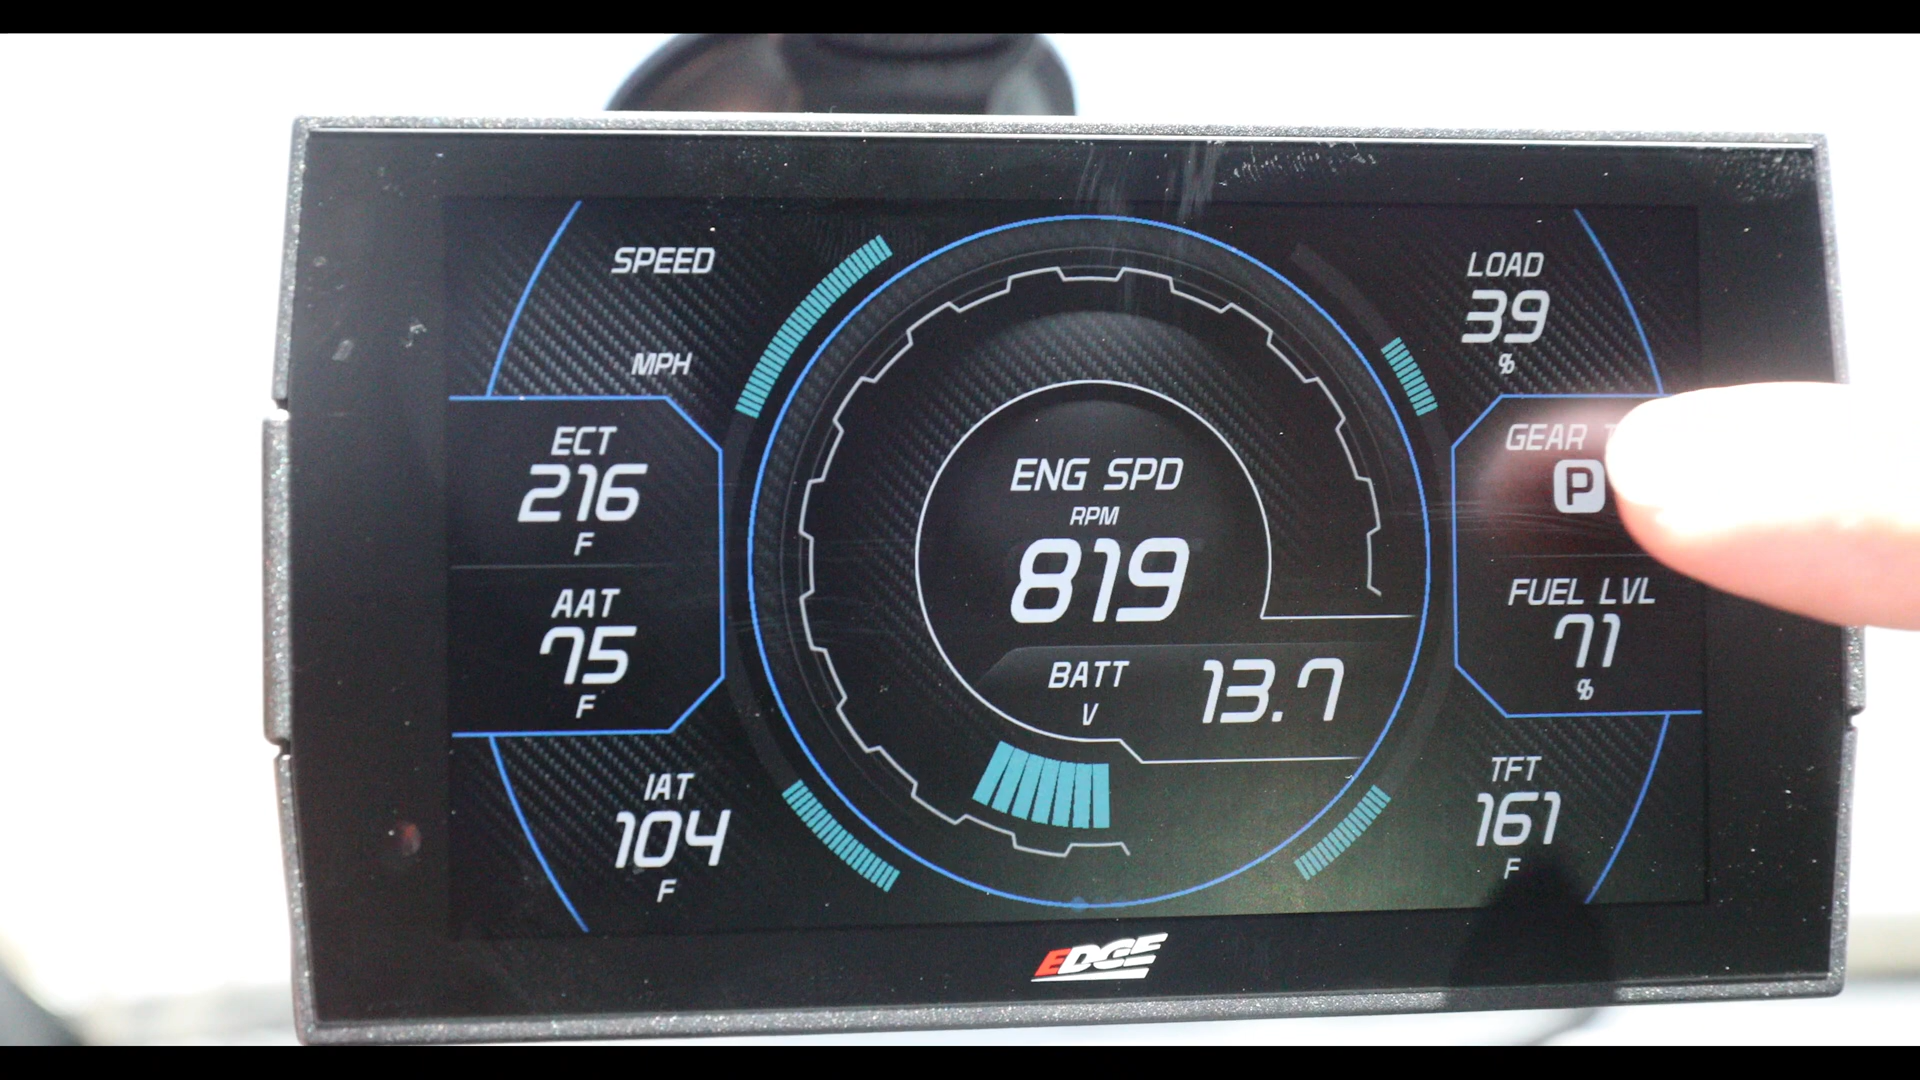 SPEED
MPH
ECT
216
F
AAT
75
F
IAT
104
F
ENG SPD
RPM
819
BATT
V
13.7
LOAD
39
%
GEAR
P
FUEL LVL
71
%
TFT
161
F
EDGE